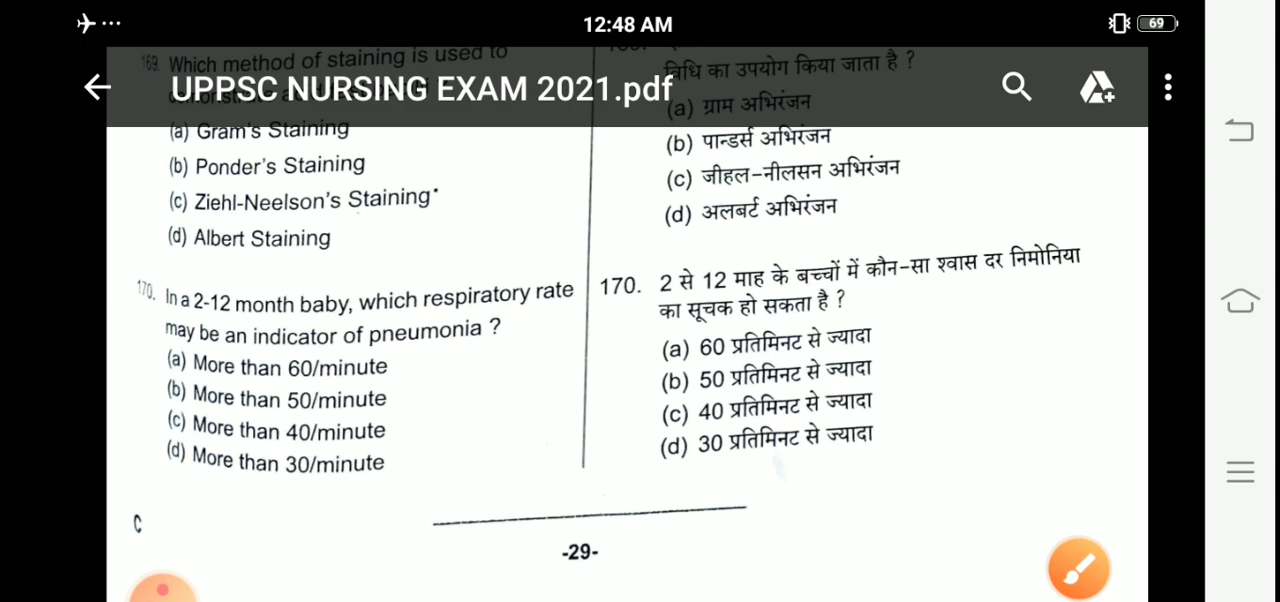 12:48 AM
69
UPPSC NURSING EXAM 2021.pdf
169. Which method of staining is used to
(a) Gram's Staining
(b) Ponder's Staining
(c) Ziehl-Neelson's Staining
(d) Albert Staining
170. In a 2-12 month baby, which respiratory rate
may be an indicator of pneumonia ?
(a) More than 60/minute
(b) More than 50/minute
(c) More than 40/minute
(d) More than 30/minute
विधि का उपयोग किया जाता है ?
(a) ग्राम अभिरंजन
(b) पान्डर्स अभिरंजन
(c) जीहल-नीलसन अभिरंजन
(d) अलबर्ट अभिरंजन
170. 2 से 12 माह के बच्चों में कौन-सा श्वास दर निमोनिया
का सूचक हो सकता है ?
(a) 60 प्रतिमिनट से ज्यादा
(b) 50 प्रतिमिनट से ज्यादा
(c) 40 प्रतिमिनट से ज्यादा
(d) 30 प्रतिमिनट से ज्यादा
C
-29-